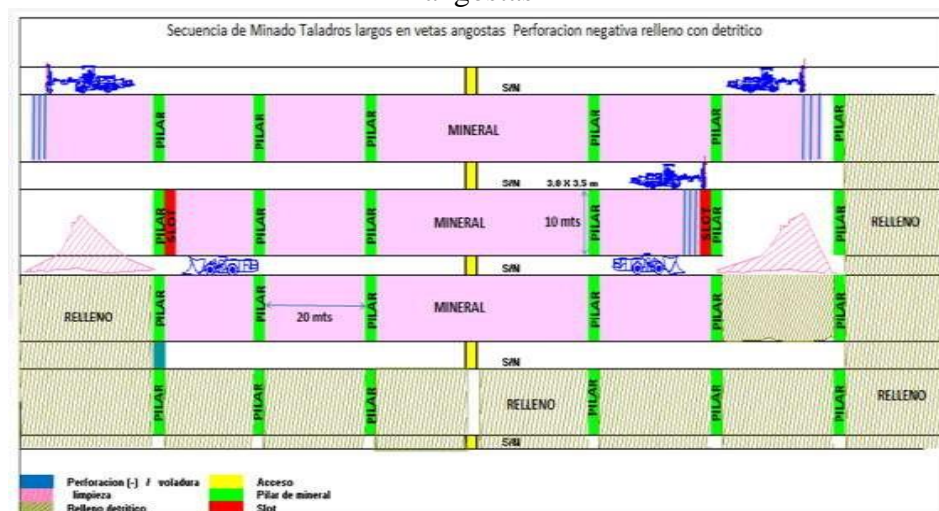 angostas
Secuencia de Minado Taladros largos en vetas angostas Perforacion negativa relleno con detritico
S/N
PILAR PILAR PILAR MINERAL PILAR PILAR PILAR
S/N 3.8 X 3.5 m
PILAR SLOT PILAR PILAR MINERAL 10 mts PILAR SLOT PILAR PILAR RELLENO
S/N
RELLENO PILAR PILAR 20 mts PILAR MINERAL PILAR PILAR PILAR
S/N
PILAR PILAR PILAR RELLENO PILAR PILAR PILAR RELLENO
S/N
Perforacion (-) / voladura Acceso
limpieza Pilar de mineral
Relleno detrítico Slot